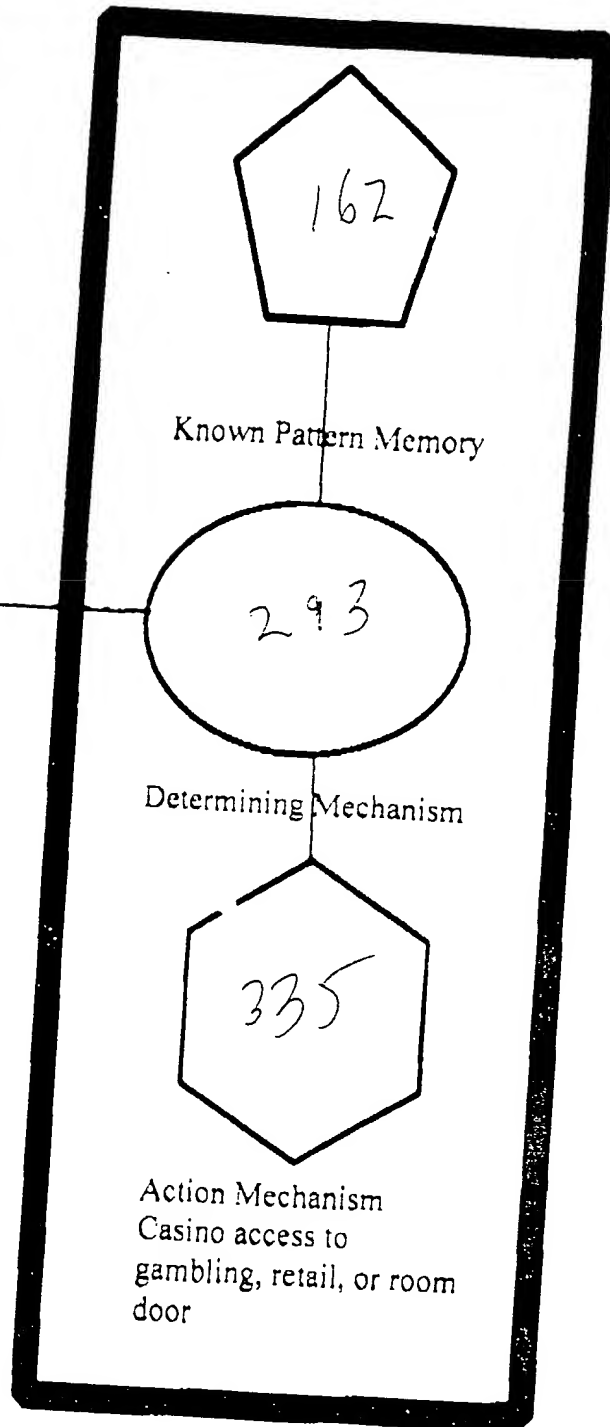 162
Known Pattern Memory
293
Determining Mechanism
335
Action Mechanism
Casino access to
gambling, retail, or room
door